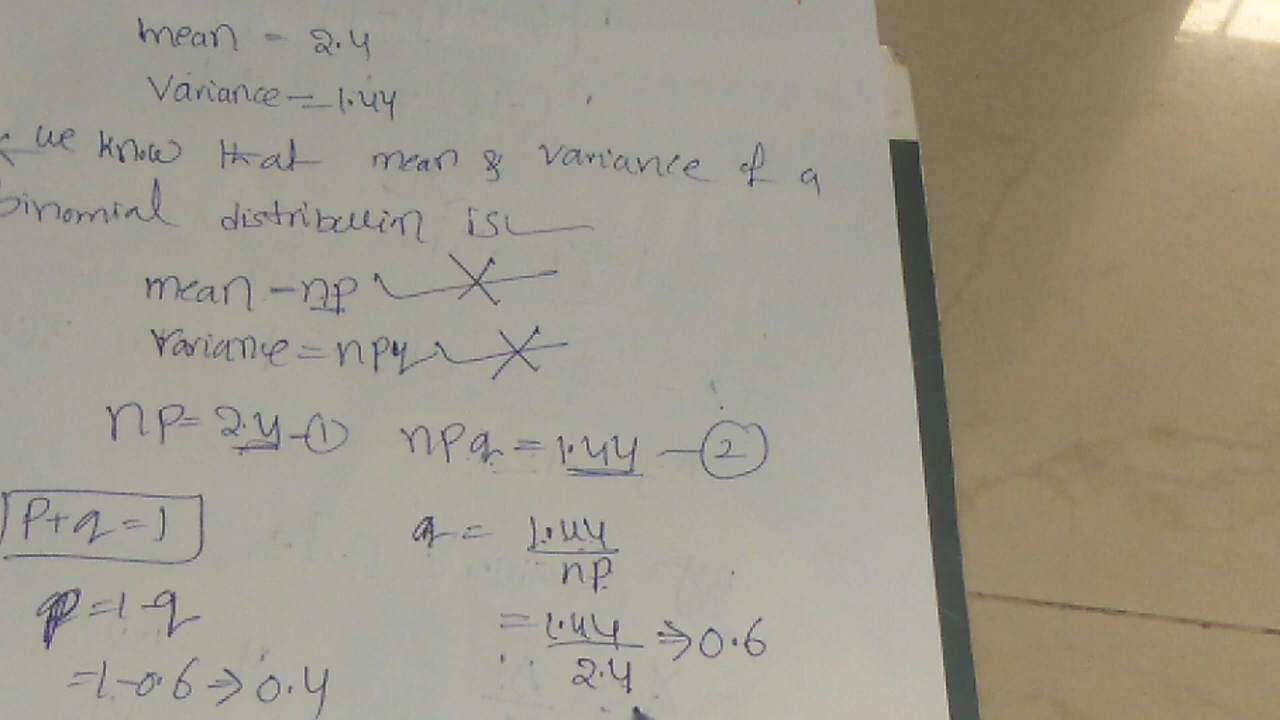 mean = 2.4
Variance = 1.44
we know that mean & variance of a
binomial distribution is
mean = np
Variance = npq
np = 2.4 - ① npq = 1.44 - ②
P+q=1 q = 1.44/np
p=1-q = 1.44/2.4 ⇒ 0.6
=1-0.6 ⇒ 0.4